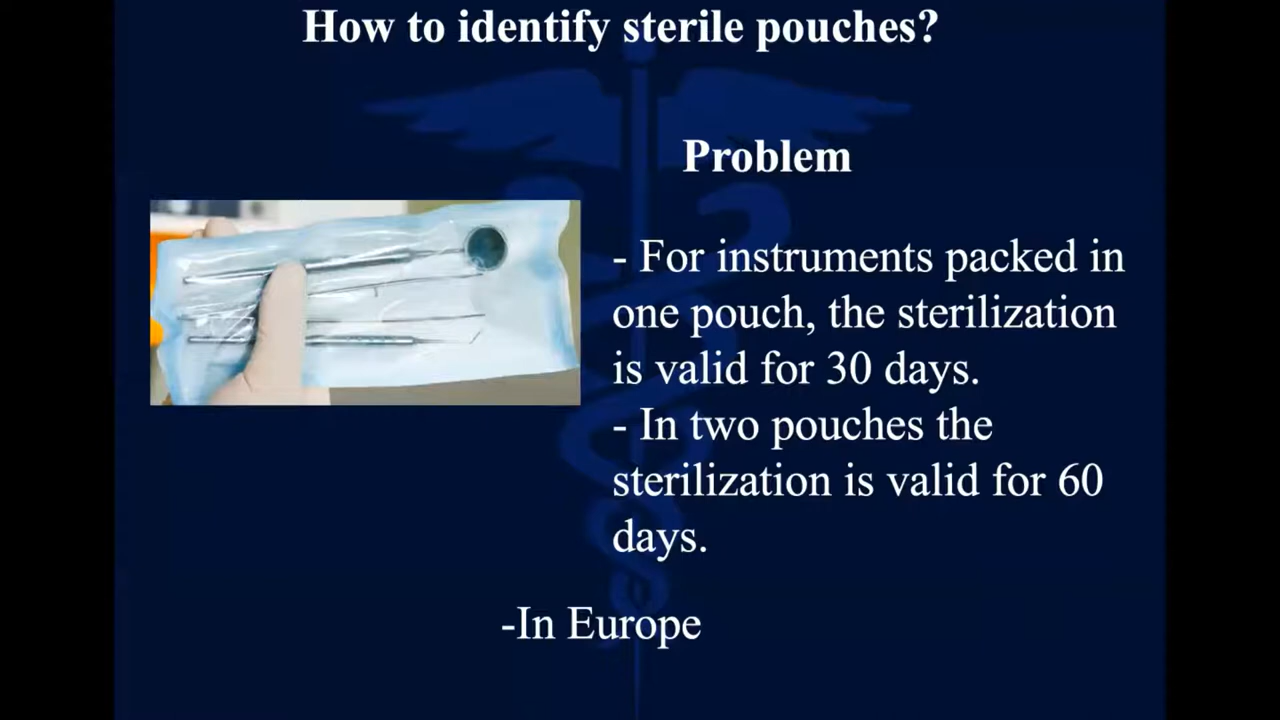 How to identify sterile pouches?
Problem
- For instruments packed in
one pouch, the sterilization
is valid for 30 days.
- In two pouches the
sterilization is valid for 60
days.
-In Europe